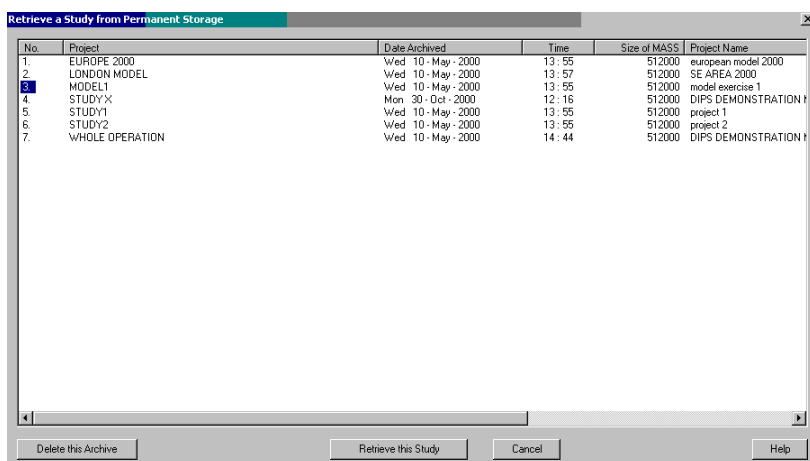 Retrieve a Study from Permanent Storage
No. Project Date Archived Time Size of MASS Project Name
1. EUROPE 2000 Wed 10 - May - 2000 13 : 55 512000 european model 2000
2. LONDON MODEL Wed 10 - May - 2000 13 : 57 512000 SE AREA 2000
3. MODEL1 Wed 10 - May - 2000 13 : 55 512000 model exercise 1
4. STUDY X Mon 30 - Oct - 2000 12 : 16 512000 DIPS DEMONSTRATION
5. STUDY1 Wed 10 - May - 2000 13 : 55 512000 project 1
6. STUDY2 Wed 10 - May - 2000 13 : 55 512000 project 2
7. WHOLE OPERATION Wed 10 - May - 2000 14 : 44 512000 DIPS DEMONSTRATION
Delete this Archive Retrieve this Study Cancel Help